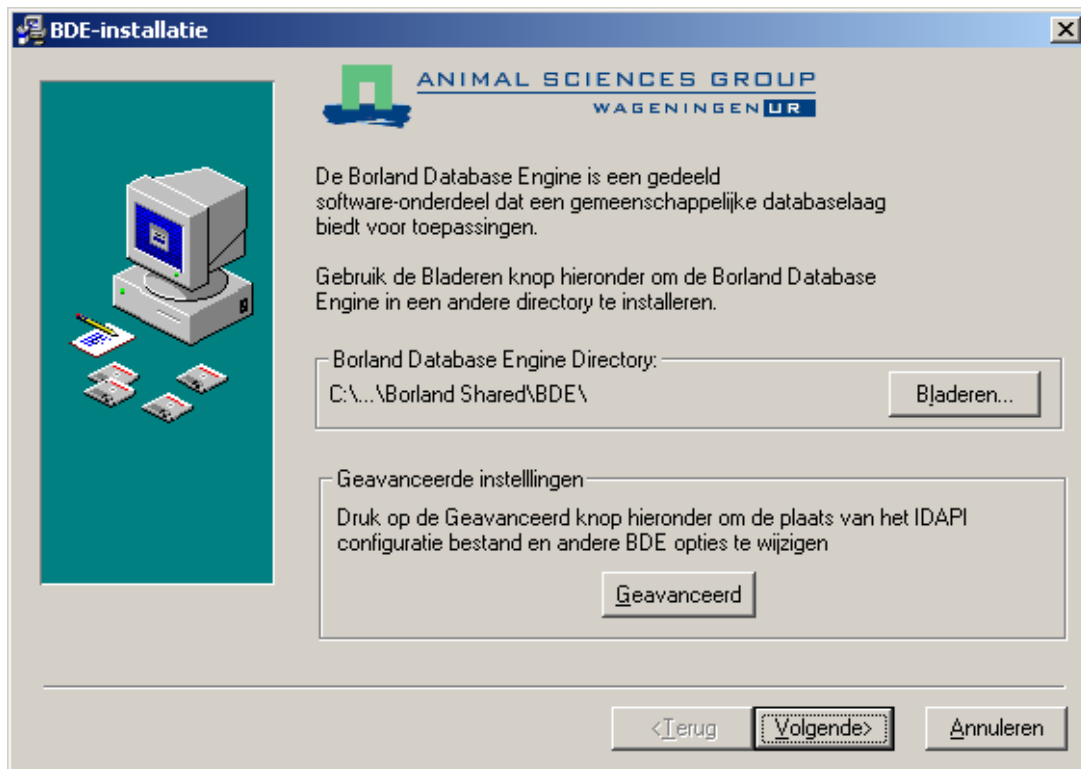 BDE-installatie
ANIMAL SCIENCES GROUP
WAGENINGEN UR
De Borland Database Engine is een gedeeld
software-onderdeel dat een gemeenschappelijke databaselaag
biedt voor toepassingen.
Gebruik de Bladeren knop hieronder om de Borland Database
Engine in een andere directory te installeren.
Borland Database Engine Directory:
C:\...\Borland Shared\BDE\
Bladeren...
Geavanceerde instelllingen
Druk op de Geavanceerd knop hieronder om de plaats van het IDAPI
configuratie bestand en andere BDE opties te wijzigen
Geavanceerd
<Terug
Volgende>
Annuleren